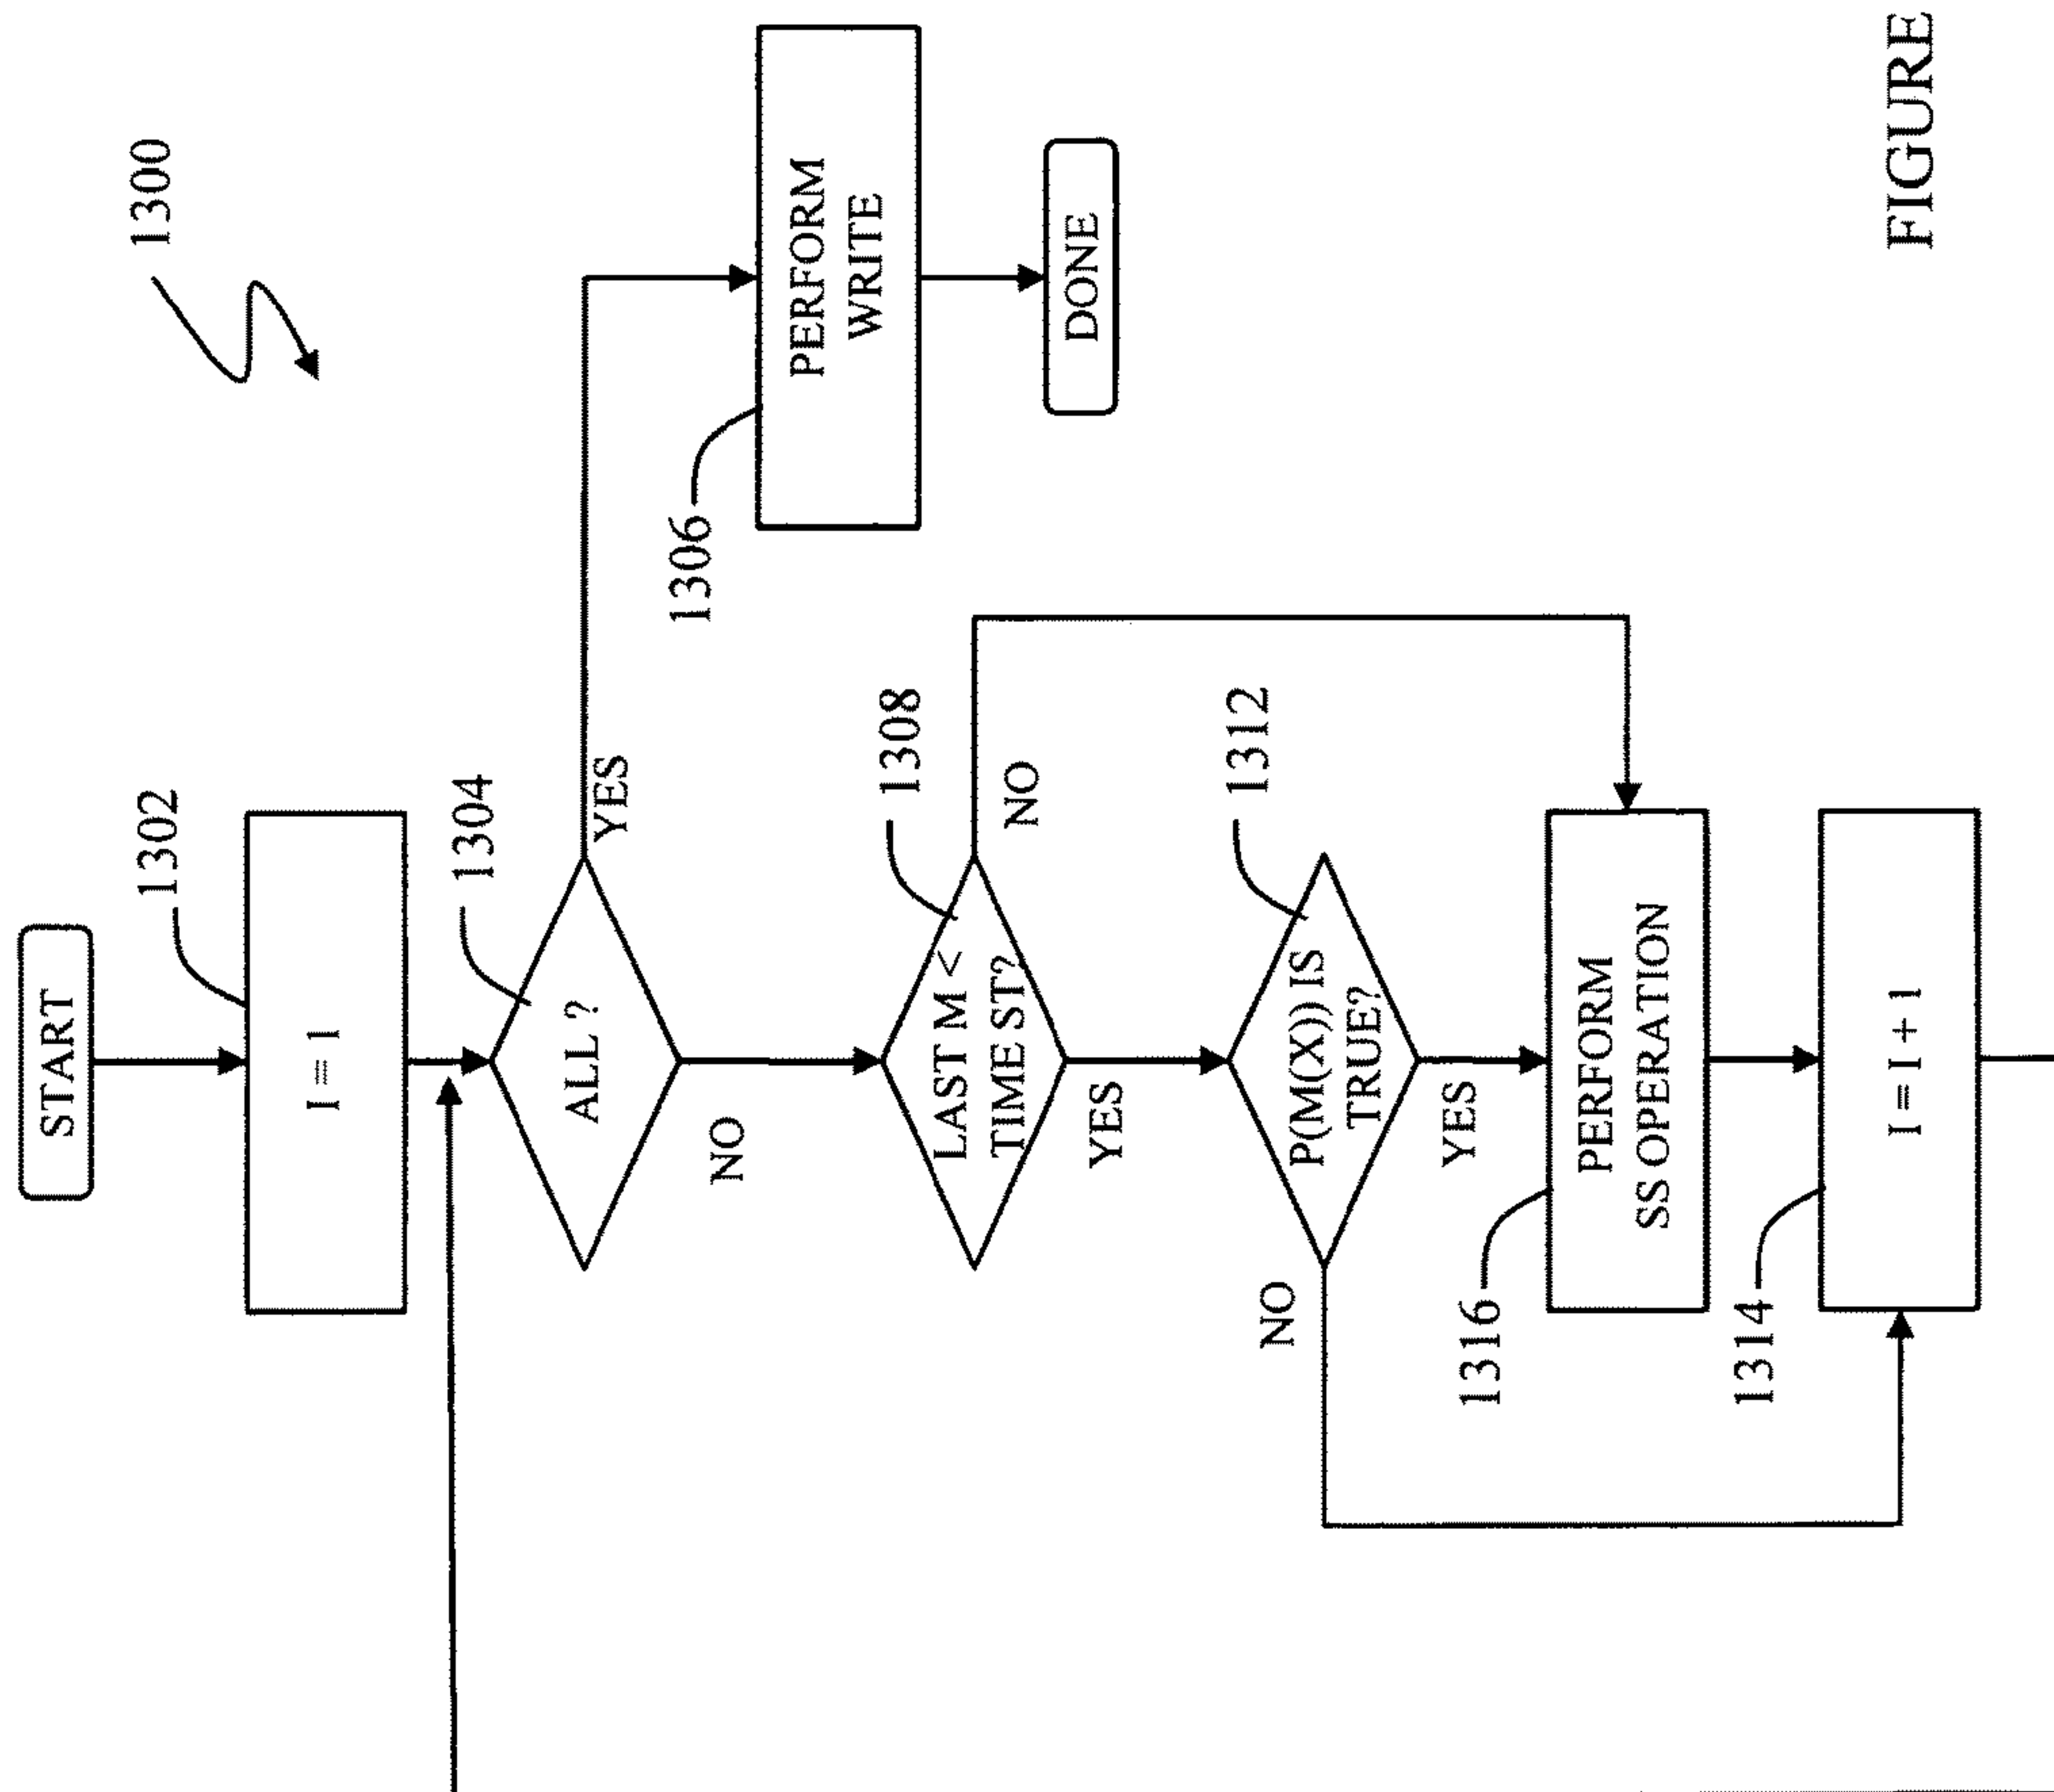 1300
START
1302
I = 1
1304
ALL ?
YES
NO
1306
PERFORM
WRITE
DONE
1308
LAST M <
TIME ST?
NO
YES
1312
P(M(X)) IS
TRUE?
NO
YES
1316
PERFORM
SS OPERATION
1314
I = I + 1
FIGURE